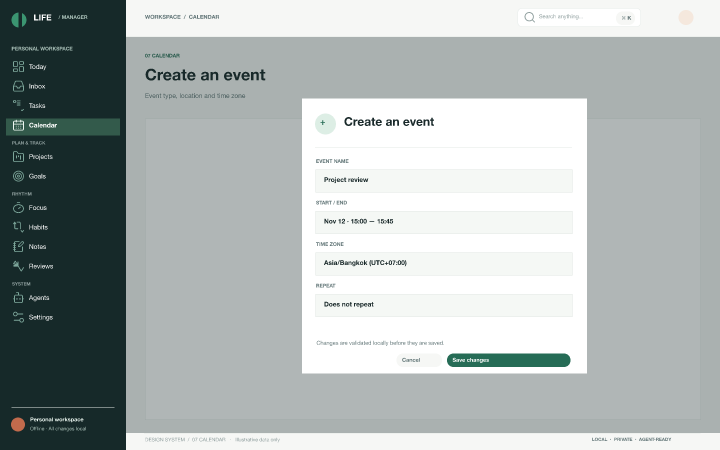 LIFE / MANAGER
WORKSPACE / CALENDAR
Search anything...
⌘ K
PERSONAL WORKSPACE
Today
Inbox
Tasks
Calendar
PLAN & TRACK
Projects
Goals
RHYTHM
Focus
Habits
Notes
Reviews
SYSTEM
Agents
Settings
Personal workspace
Offline · All changes local
07 CALENDAR
Create an event
Event type, location and time zone.
+ Create an event
EVENT NAME
Project review
START / END
Nov 12 · 15:00 — 15:45
TIME ZONE
Asia/Bangkok (UTC+07:00)
REPEAT
Does not repeat
Changes are validated locally before they are saved.
Cancel
Save changes
DESIGN SYSTEM / 07 CALENDAR · Illustrative data only
LOCAL · PRIVATE · AGENT-READY